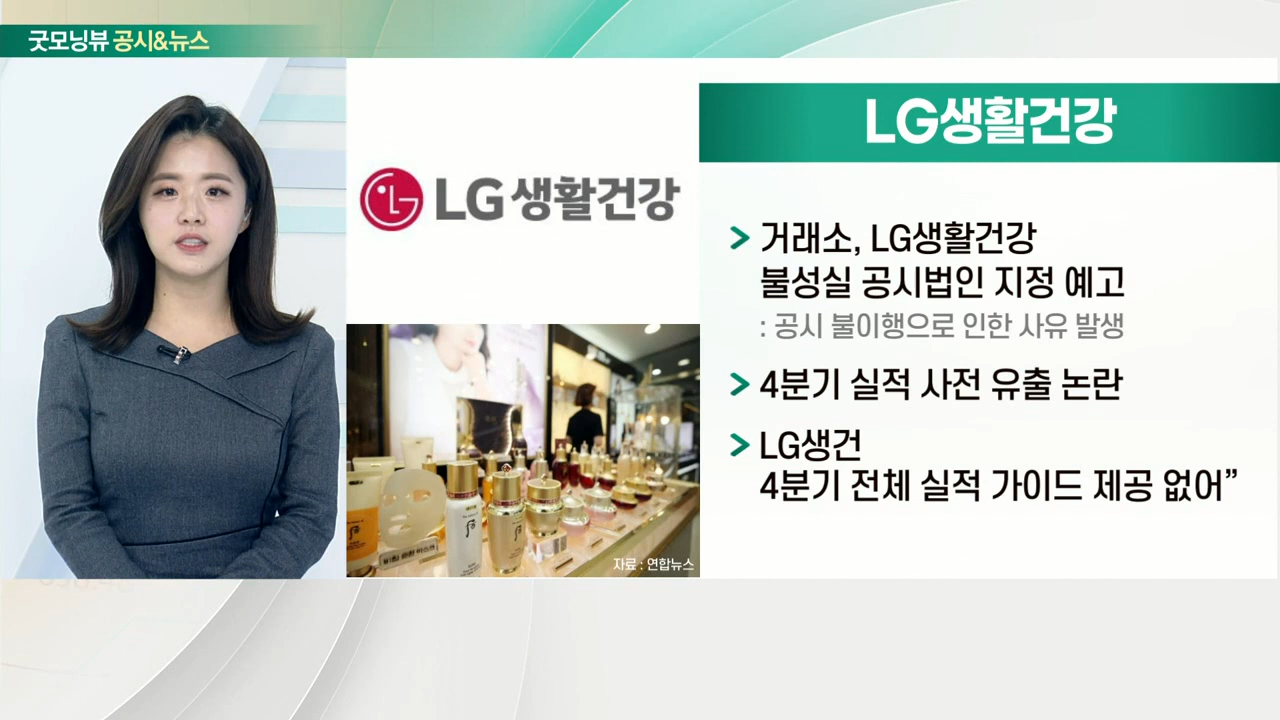 굿모닝뷰 공시&뉴스
LG생활건강
LG 생활건강
> 거래소, LG생활건강
불성실 공시법인 지정 예고
: 공시 불이행으로 인한 사유 발생
> 4분기 실적 사전 유출 논란
> LG생건
4분기 전체 실적 가이드 제공 없어”
자료 : 연합뉴스